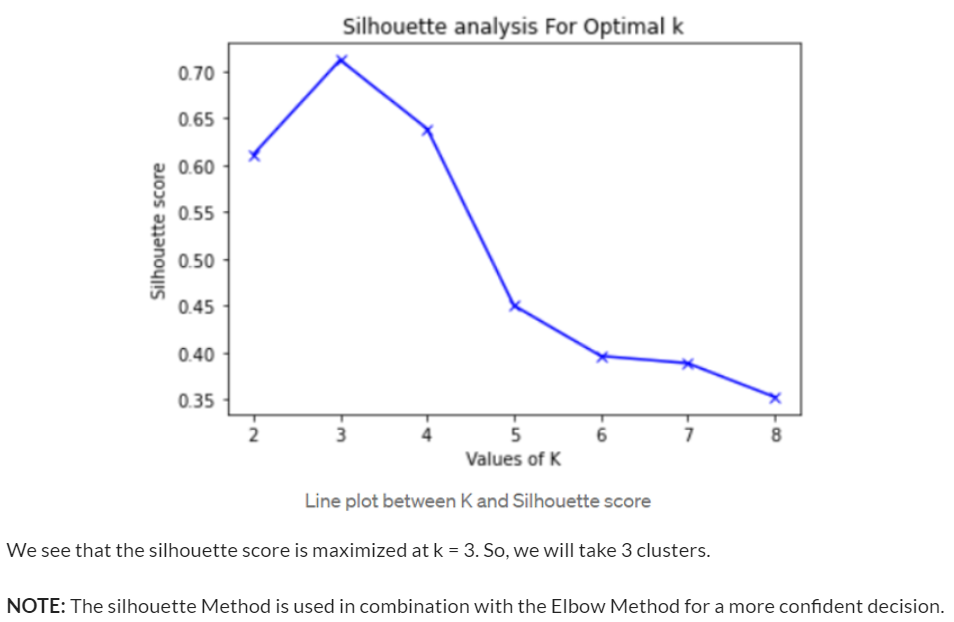 Silhouette analysis For Optimal k
Silhouette score
0.70
0.65
0.60
0.55
0.50
0.45
0.40
0.35
2 3 4 5 6 7 8
Values of K
Line plot between K and Silhouette score
We see that the silhouette score is maximized at k = 3. So, we will take 3 clusters.
NOTE: The silhouette Method is used in combination with the Elbow Method for a more confident decision.